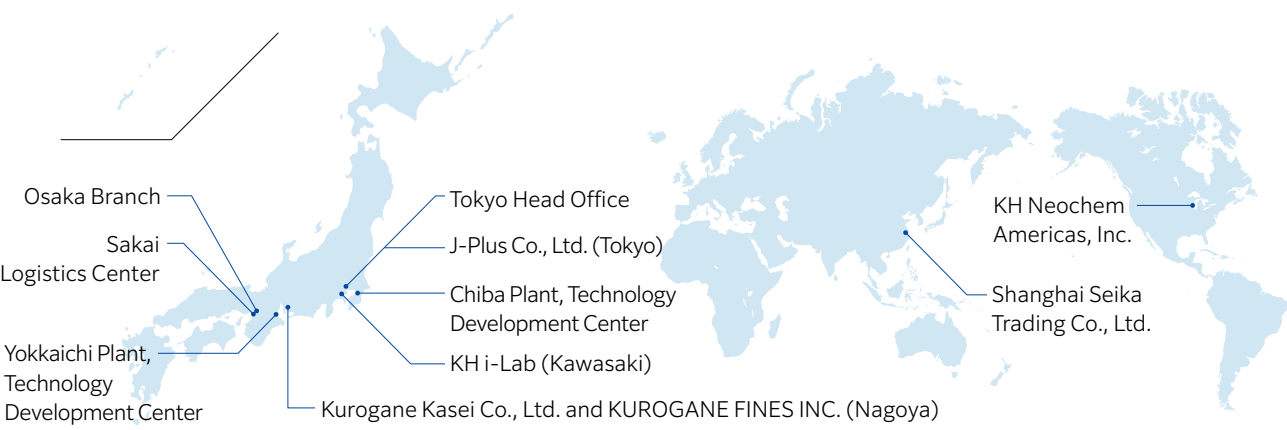 Osaka Branch
Sakai
Logistics Center
Yokkaichi Plant,
Technology
Development Center
Tokyo Head Office
J-Plus Co., Ltd. (Tokyo)
Chiba Plant, Technology
Development Center
KH i-Lab (Kawasaki)
Kurogane Kasei Co., Ltd. and KUROGANE FINES INC. (Nagoya)
KH Neochem
Americas, Inc.
Shanghai Seika
Trading Co., Ltd.